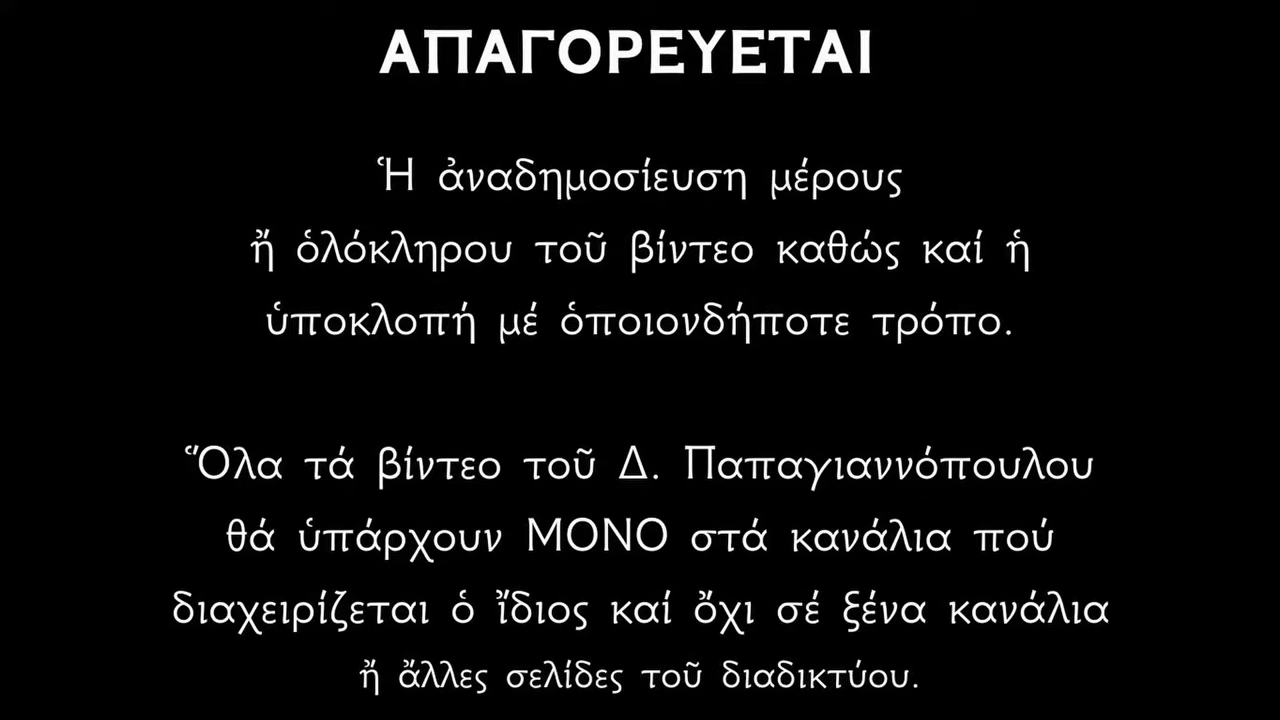 ΑΠΑΓΟΡΕΥΕΤΑΙ
Ἡ ἀναδημοσίευση μέρους
ἤ ὁλόκληρου τοῦ βίντεο καθώς καί ἡ
ὑποκλοπή μέ ὁποιονδήποτε τρόπο.
Ὅλα τά βίντεο τοῦ Δ. Παπαγιαννόπουλου
θά ὑπάρχουν ΜΟΝΟ στά κανάλια πού
διαχειρίζεται ὁ ἴδιος καί ὄχι σέ ξένα κανάλια
ἤ ἄλλες σελίδες τοῦ διαδικτύου.